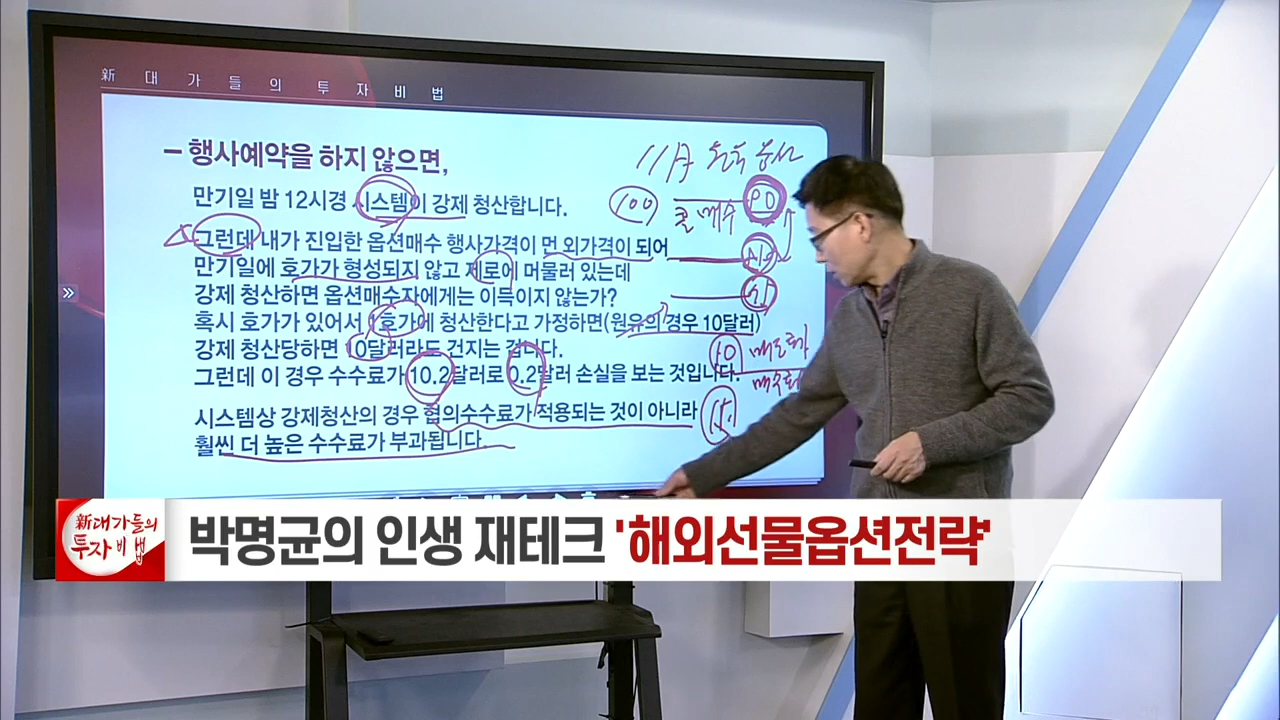 新 대 가 들 의 투 자 비 법
– 행사예약을 하지 않으면,
만기일 밤 12시경 시스템이 강제 청산합니다.
그런데 내가 진입한 옵션매수 행사가격이 먼 외가격이 되어
만기일에 호가가 형성되지 않고 제로에 머물러 있는데
강제 청산하면 옵션매수자에게는 이득이지 않는가?
혹시 호가가 있어서 1호가에 청산한다고 가정하면(원유의 경우 10달러)
강제 청산당하면 10달러라도 건지는 겁니다.
그런데 이 경우 수수료가 10.2달러로 0.2달러 손실을 보는 것입니다.
시스템상 강제청산의 경우 협의수수료가 적용되는 것이 아니라
훨씬 더 높은 수수료가 부과됩니다.
11月
100
콜 매수
90
10 매도호가
매수호
新대가들의
투자비법
박명균의 인생 재테크 '해외선물옵션전략'